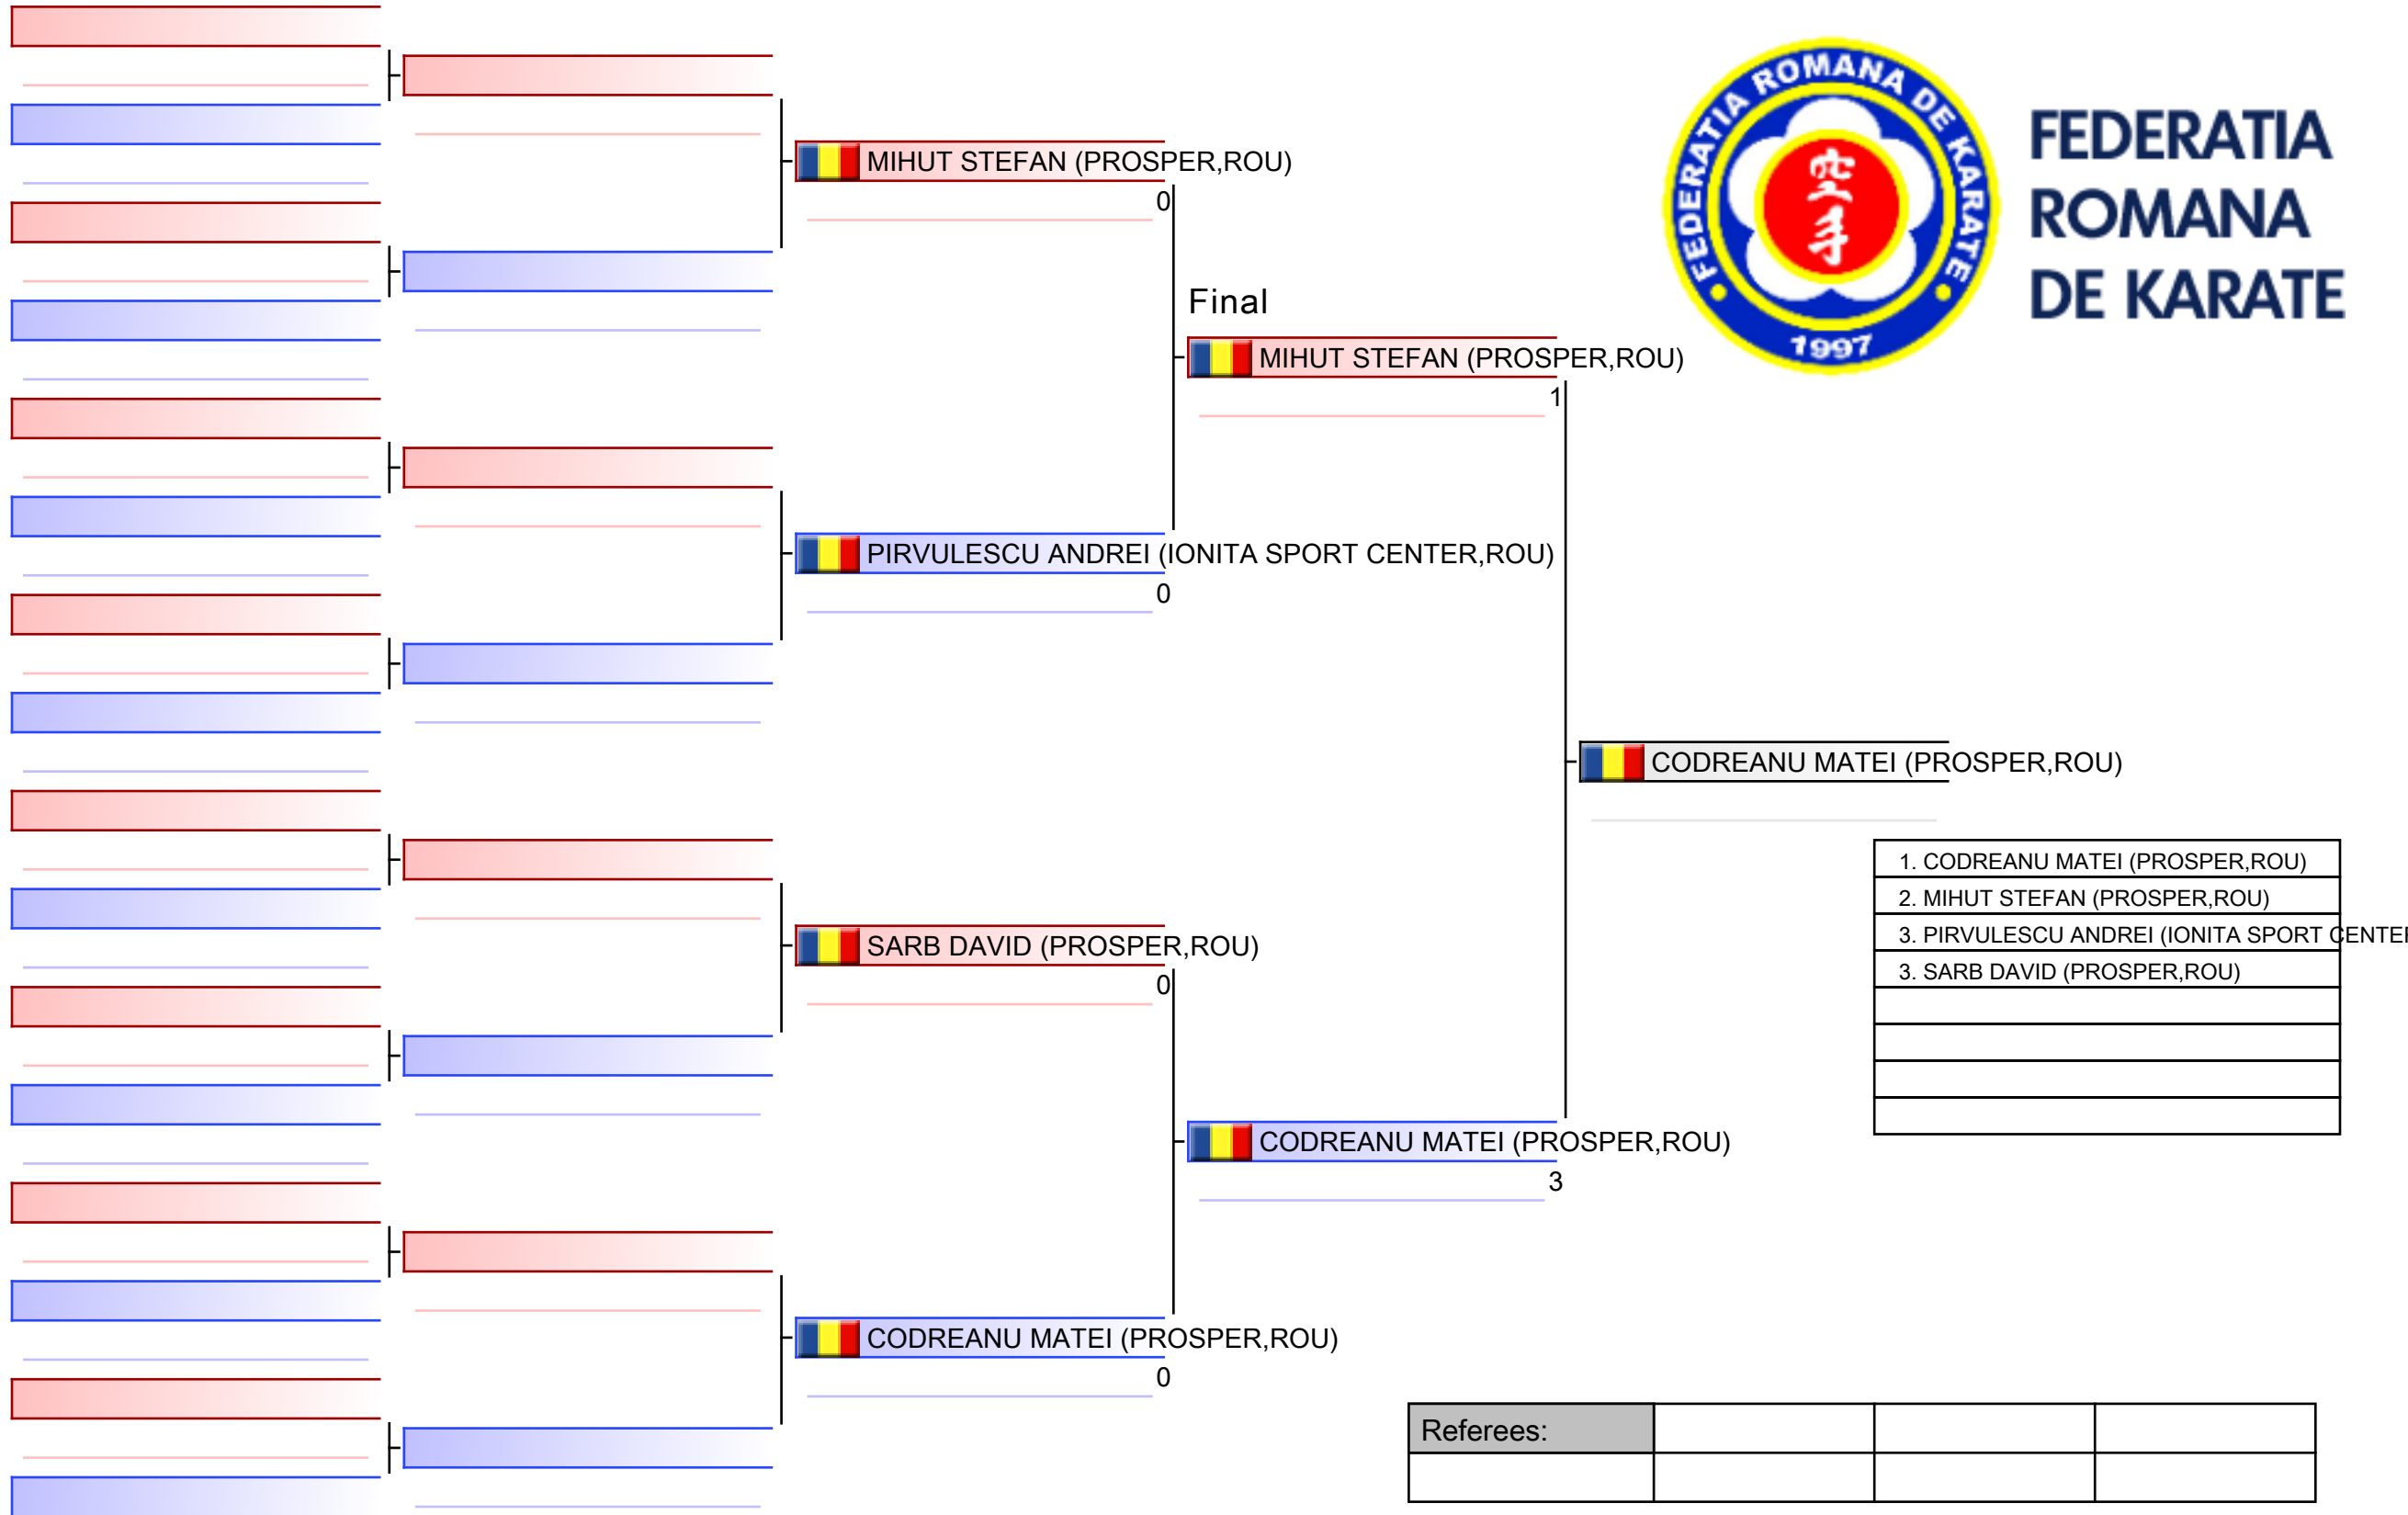 FEDERATIA ROMANA DE KARATE
空手
1997
FEDERATIA
ROMANA
DE KARATE
MIHUT STEFAN (PROSPER,ROU)
0
Final
MIHUT STEFAN (PROSPER,ROU)
1
PIRVULESCU ANDREI (IONITA SPORT CENTER,ROU)
0
CODREANU MATEI (PROSPER,ROU)
1. CODREANU MATEI (PROSPER,ROU)
2. MIHUT STEFAN (PROSPER,ROU)
3. PIRVULESCU ANDREI (IONITA SPORT CENTER
3. SARB DAVID (PROSPER,ROU)
SARB DAVID (PROSPER,ROU)
0
CODREANU MATEI (PROSPER,ROU)
3
CODREANU MATEI (PROSPER,ROU)
0
Referees: